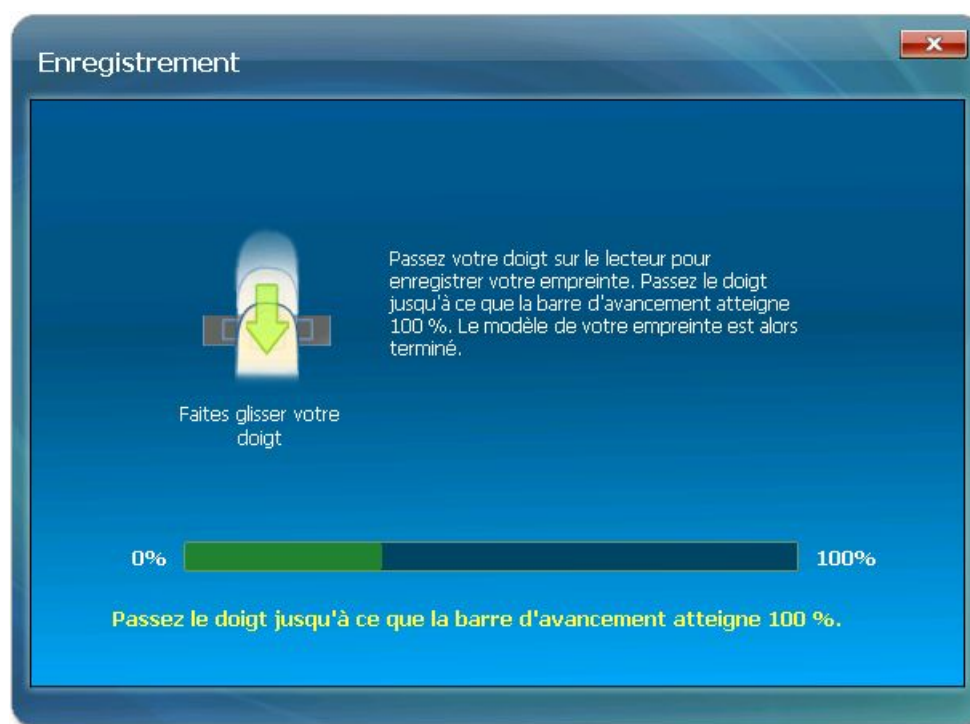 Enregistrement
Passez votre doigt sur le lecteur pour
enregistrer votre empreinte. Passez le doigt
jusqu'à ce que la barre d'avancement atteigne
100 %. Le modèle de votre empreinte est alors
terminé.
Faites glisser votre
doigt
0% 100%
Passez le doigt jusqu'à ce que la barre d'avancement atteigne 100 %.